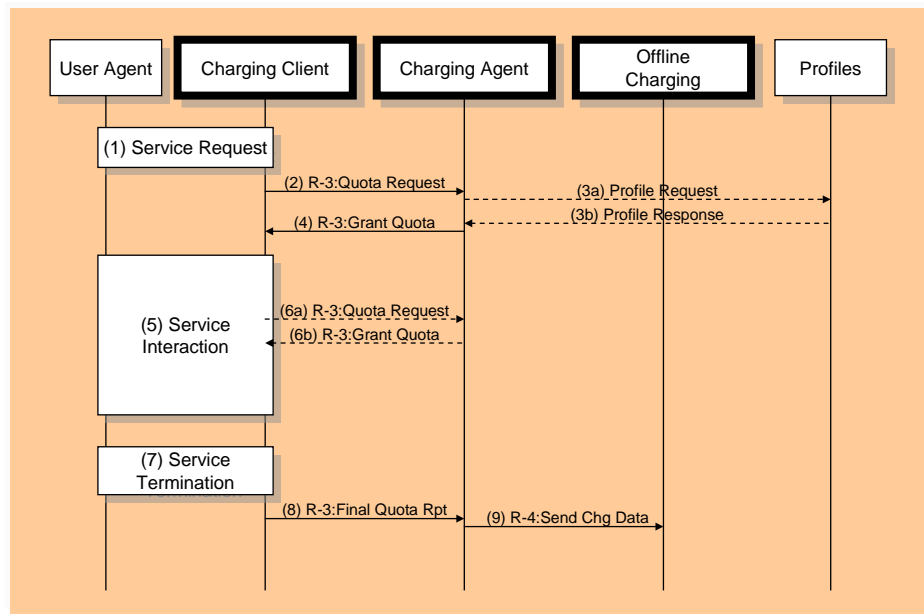 User Agent
Charging Client
Charging Agent
Offline
Charging
Profiles
(1) Service Request
(2) R-3:Quota Request
(3a) Profile Request
(3b) Profile Response
(4) R-3:Grant Quota
(5) Service
Interaction
(6a) R-3:Quota Request
(6b) R-3:Grant Quota
(7) Service
Termination
(8) R-3:Final Quota Rpt
(9) R-4:Send Chg Data